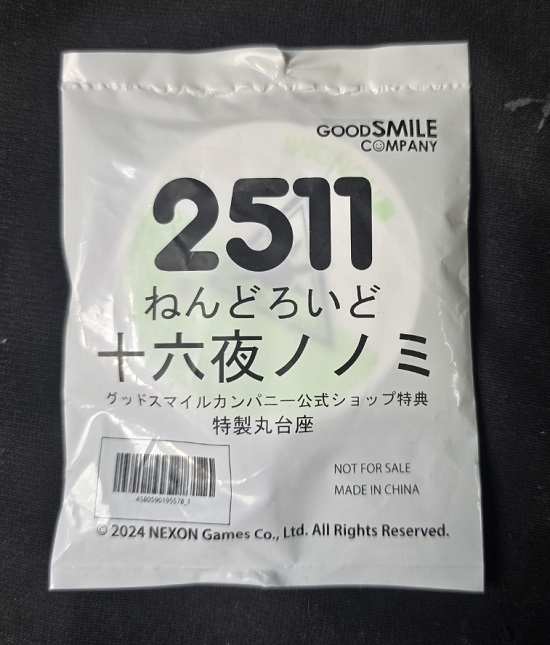 GOODSMILE
COMPANY
2511
ねんどろいど
十六夜ノノミ
グッドスマイルカンパニー公式ショップ特典
特製丸台座
NOT FOR SALE
MADE IN CHINA
4580590195578_1
© 2024 NEXON Games Co., Ltd. All Rights Reserved.